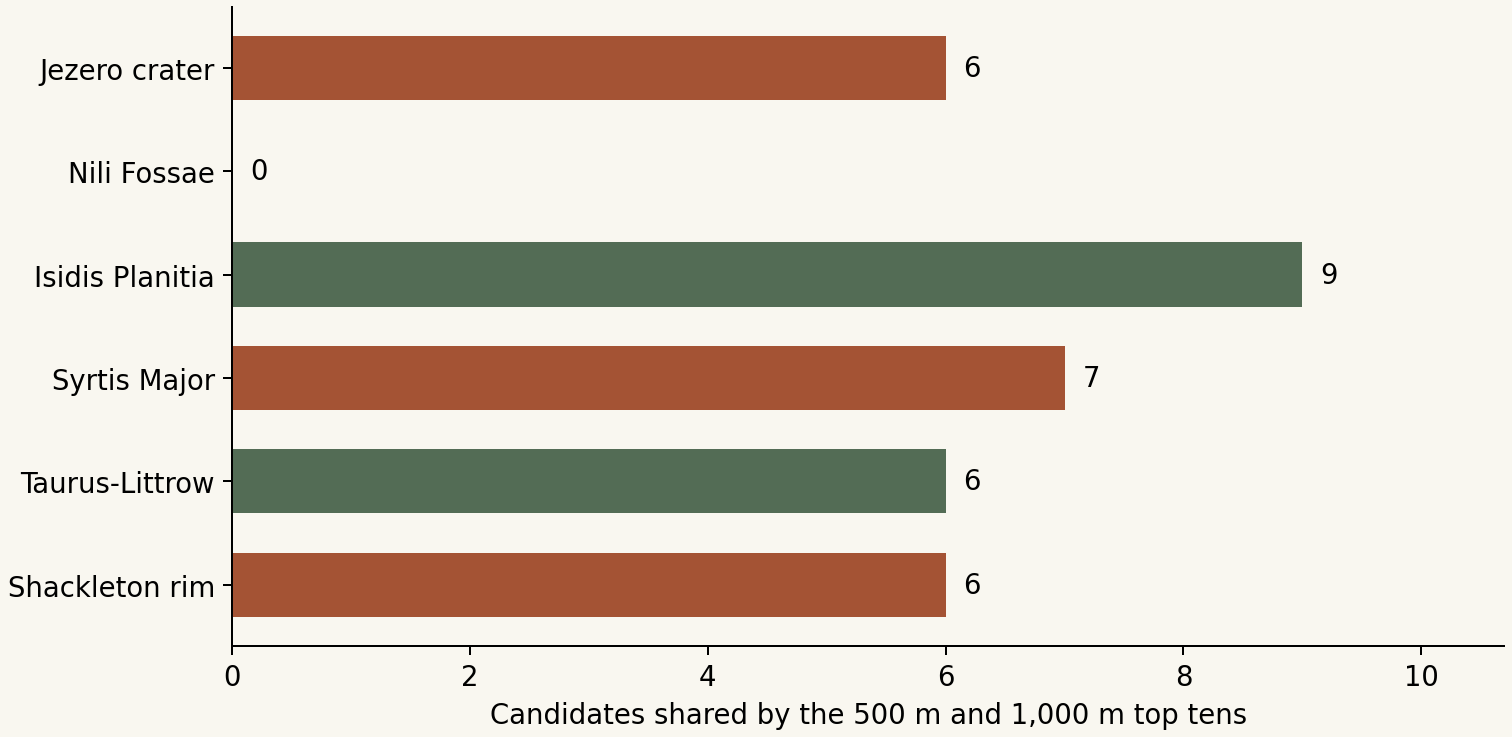 Jezero crater 6
Nili Fossae 0
Isidis Planitia 9
Syrtis Major 7
Taurus-Littrow 6
Shackleton rim 6
0 2 4 6 8 10
Candidates shared by the 500 m and 1,000 m top tens